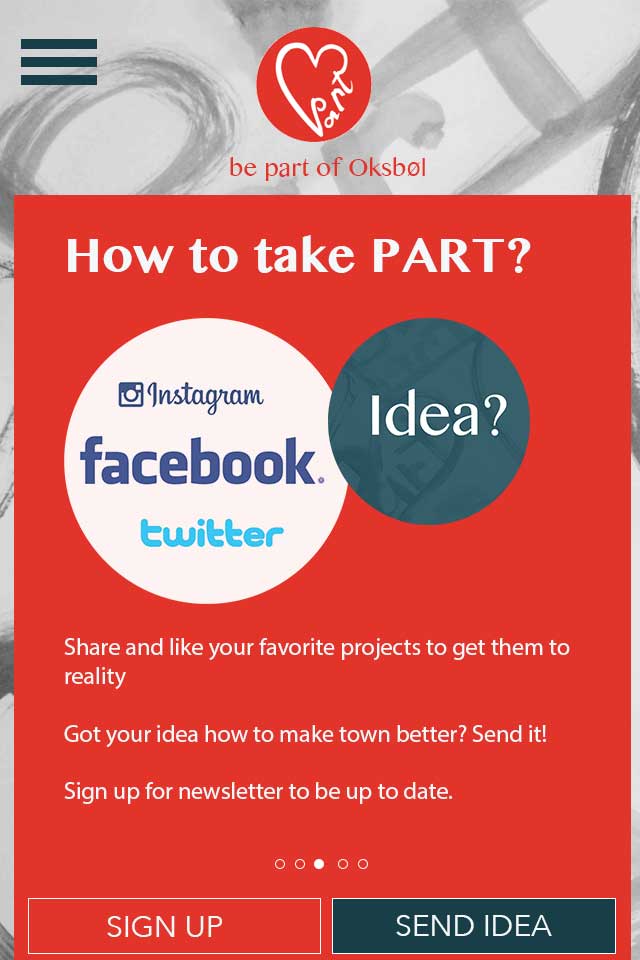 Part
be part of Oksbøl
How to take PART?
Instagram
facebook
Idea?
twitter
Share and like your favorite projects to get them to
reality
Got your idea how to make town better? Send it!
Sign up for newsletter to be up to date.
SIGN UP
SEND IDEA